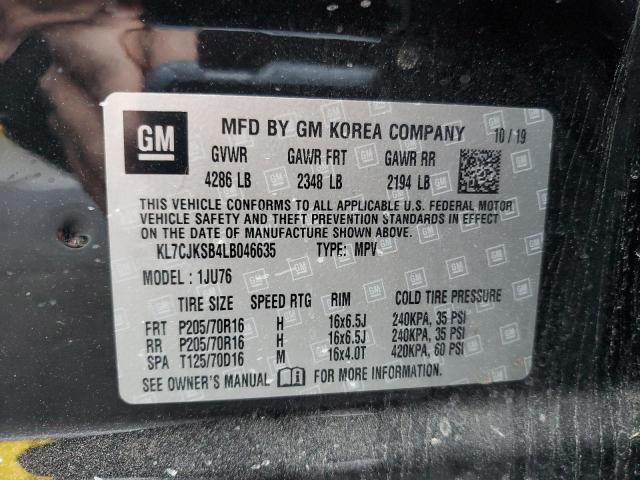 GM MFD BY GM KOREA COMPANY 10/19
GVWR GAWR FRT GAWR RR
4286 LB 2348 LB 2194 LB
THIS VEHICLE CONFORMS TO ALL APPLICABLE U.S. FEDERAL MOTOR
VEHICLE SAFETY AND THEFT PREVENTION STANDARDS IN EFFECT
ON THE DATE OF MANUFACTURE SHOWN ABOVE.
KL7CJKSB4LB046635 TYPE: MPV
MODEL : 1JU76
TIRE SIZE SPEED RTG RIM COLD TIRE PRESSURE
FRT P205/70R16 H 16x6.5J 240KPA, 35 PSI
RR P205/70R16 H 16x6.5J 240KPA, 35 PSI
SPA T125/70D16 M 16x4.0T 420KPA, 60 PSI
SEE OWNER'S MANUAL FOR MORE INFORMATION.